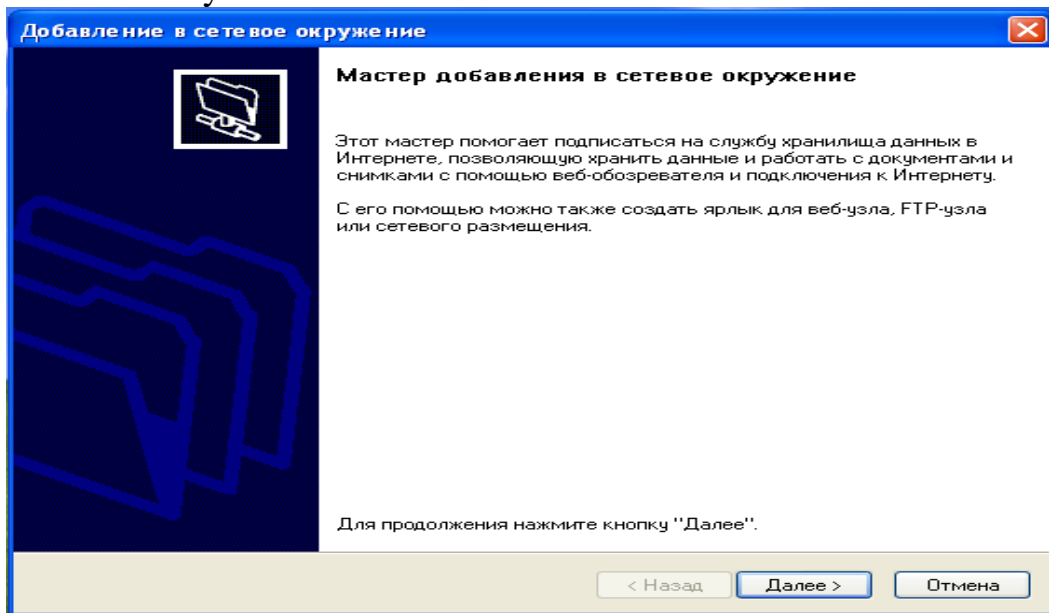 Добавление в сетевое окружение
Мастер добавления в сетевое окружение
Этот мастер помогает подписаться на службу хранилища данных в
Интернете, позволяющую хранить данные и работать с документами и
снимками с помощью веб-обозревателя и подключения к Интернету.
С его помощью можно также создать ярлык для веб-узла, FTP-узла
или сетевого размещения.
Для продолжения нажмите кнопку "Далее".
< Назад Далее > Отмена